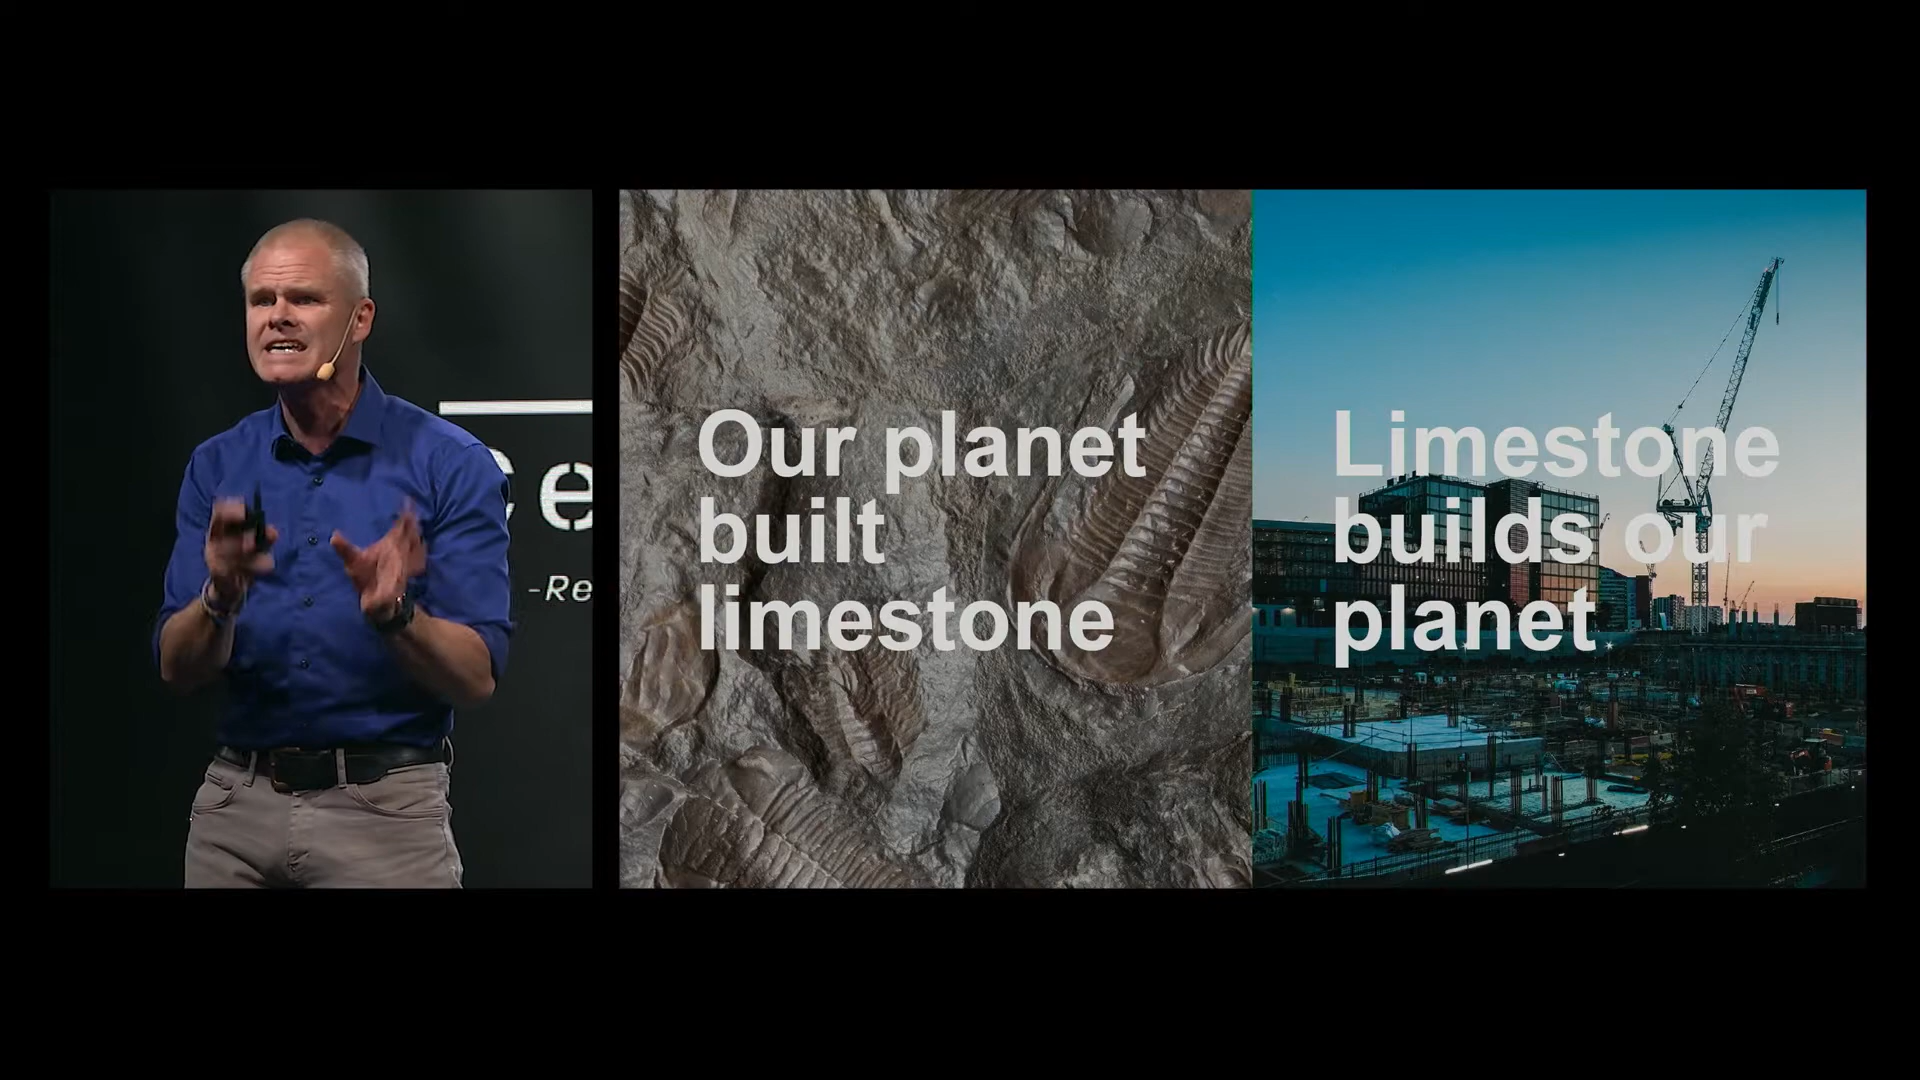 -Re
Our planet
built
limestone
Limestone
builds our
planet